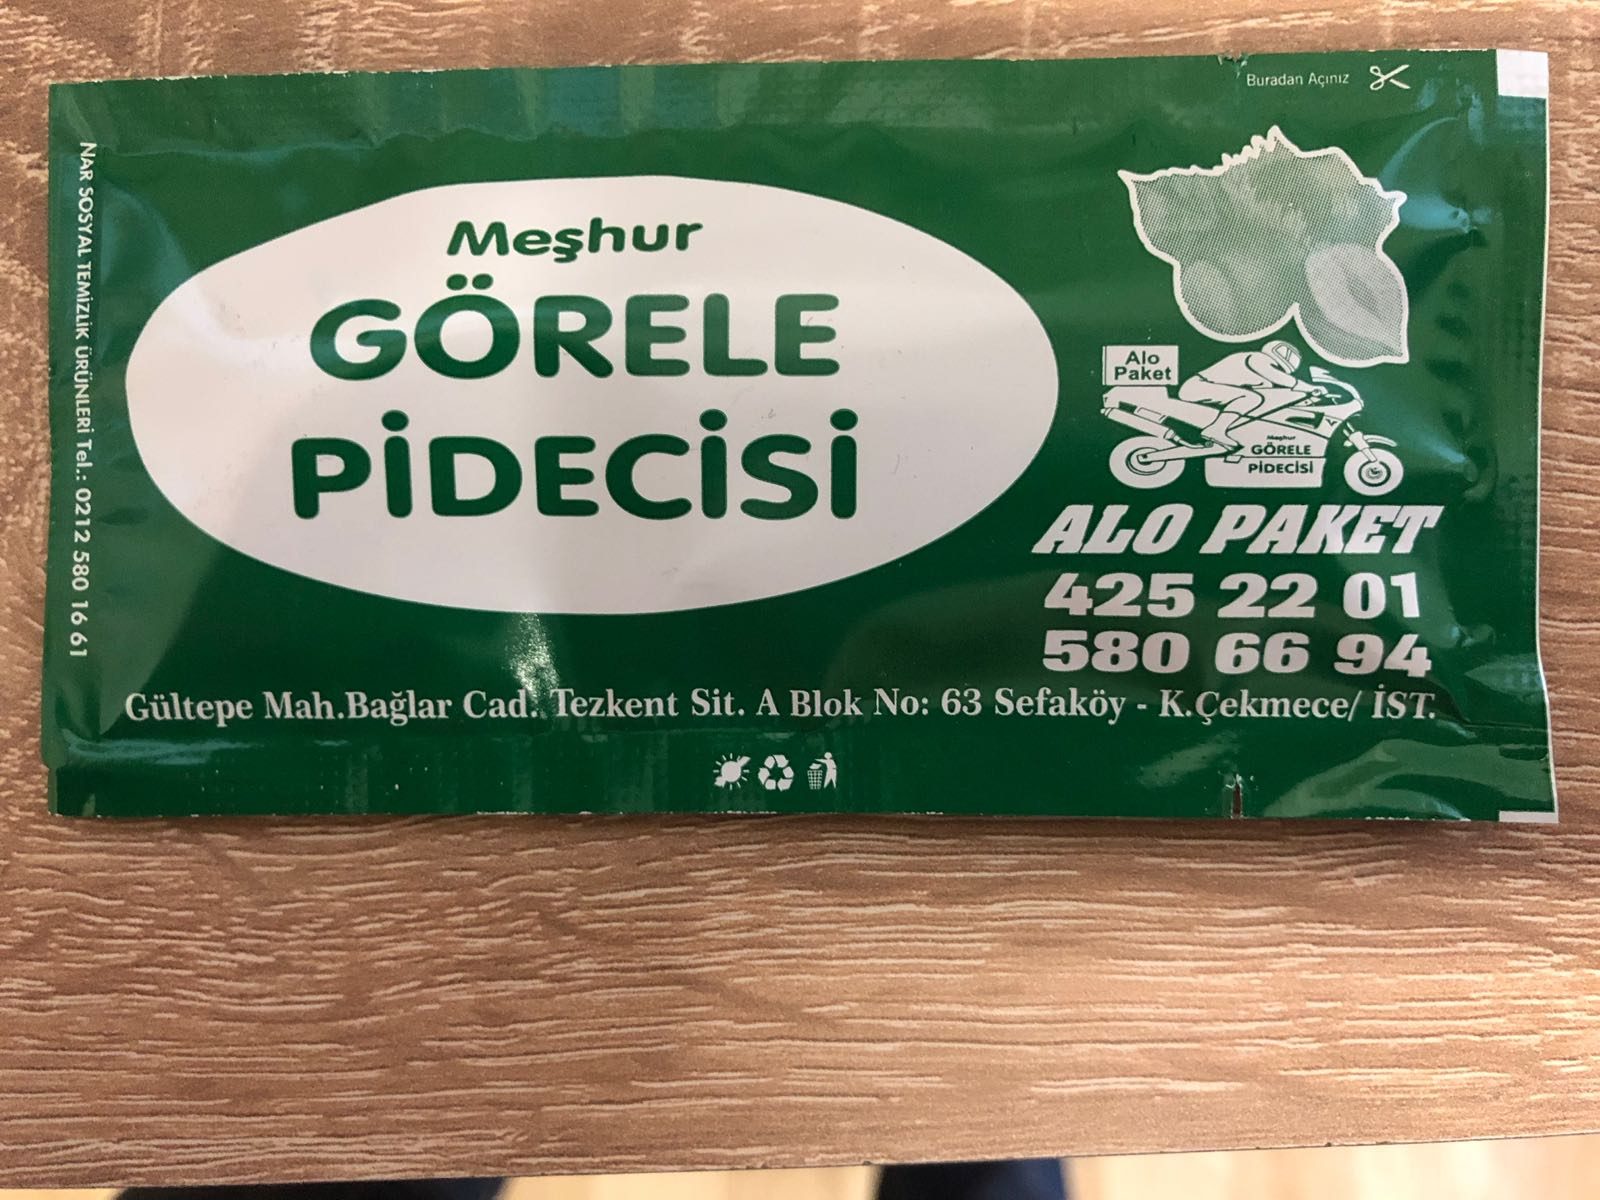 Buradan Açınız
NAR SOSYAL TEMİZLİK ÜRÜNLERİ Tel.: 0212 580 16 61
Meşhur
GÖRELE
PİDECİSİ
Alo
Paket
Meşhur
GÖRELE
PİDECİSİ
ALO PAKET
425 22 01
580 66 94
Gültepe Mah.Bağlar Cad. Tezkent Sit. A Blok No: 63 Sefaköy - K.Çekmece/ İST.